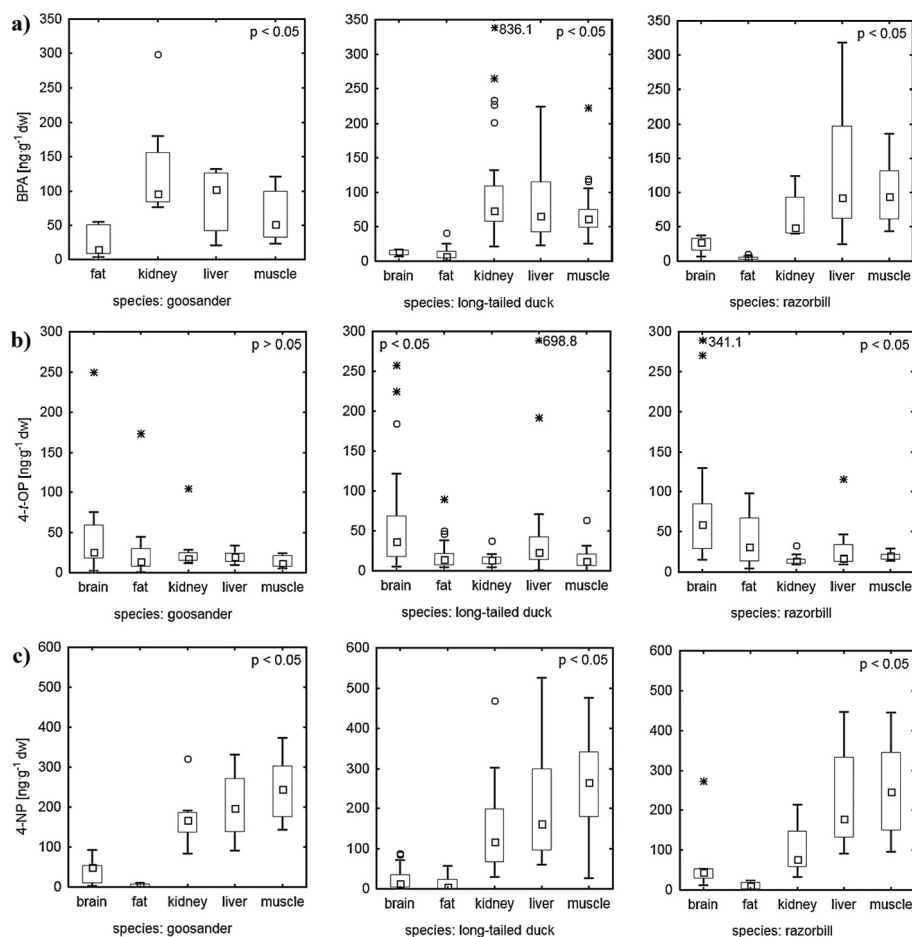 a)
BPA [ng·g-1 dw]
350
300
250
200
150
100
50
0
p < 0.05
fat kidney liver muscle
species: goosander
350
300
250
200
150
100
50
0
836.1
p < 0.05
brain fat kidney liver muscle
species: long-tailed duck
350
300
250
200
150
100
50
0
p < 0.05
brain fat kidney liver muscle
species: razorbill
b)
4-t-OP [ng·g-1 dw]
300
250
200
150
100
50
0
p > 0.05
brain fat kidney liver muscle
species: goosander
300
250
200
150
100
50
0
p < 0.05
698.8
brain fat kidney liver muscle
species: long-tailed duck
300
250
200
150
100
50
0
341.1
p < 0.05
brain fat kidney liver muscle
species: razorbill
c)
4-NP [ng·g-1 dw]
600
500
400
300
200
100
0
p < 0.05
brain fat kidney liver muscle
species: goosander
600
500
400
300
200
100
0
p < 0.05
brain fat kidney liver muscle
species: long-tailed duck
600
500
400
300
200
100
0
p < 0.05
brain fat kidney liver muscle
species: razorbill